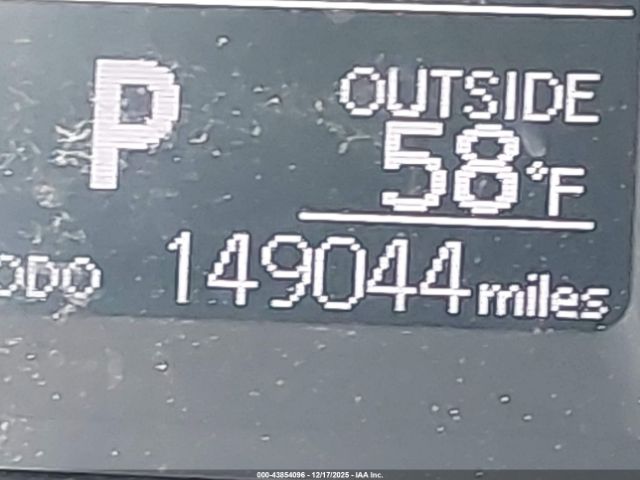 P
OUTSIDE
58°F
ODO 149044 miles
000-43854096 - 12/17/2025 - IAA Inc.